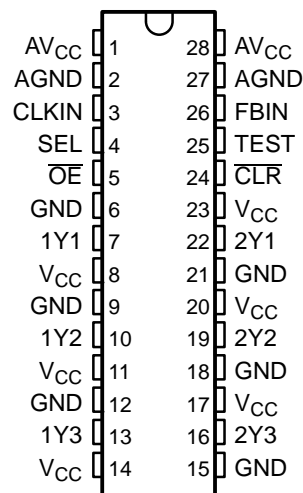 AVCC 1 28 AVCC
AGND 2 27 AGND
CLKIN 3 26 FBIN
SEL 4 25 TEST
O̅E̅ 5 24 C̅L̅R̅
GND 6 23 VCC
1Y1 7 22 2Y1
VCC 8 21 GND
GND 9 20 VCC
1Y2 10 19 2Y2
VCC 11 18 GND
GND 12 17 VCC
1Y3 13 16 2Y3
VCC 14 15 GND